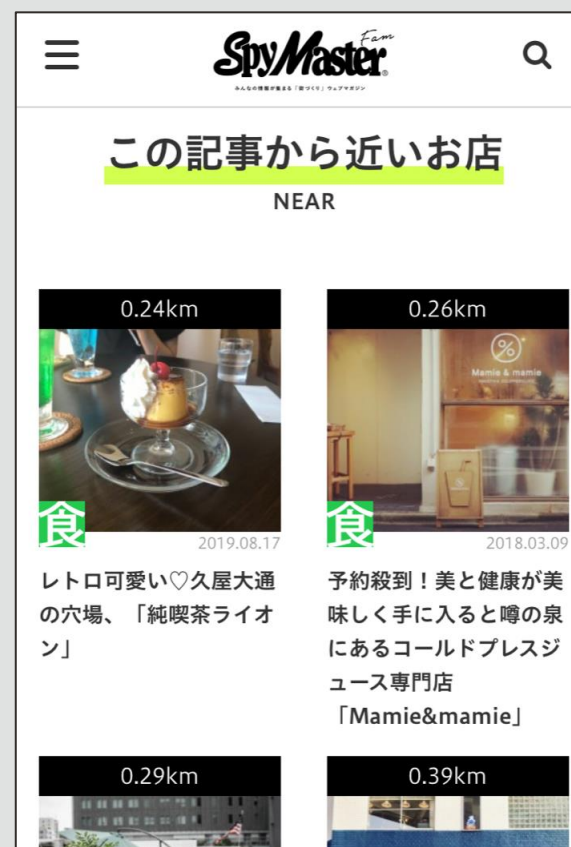 SpyMaster
Fam
みんなの情報が集まる「街づくり」ウェブマガジン
この記事から近いお店
NEAR
0.24km
食
2019.08.17
レトロ可愛い♡久屋大通
の穴場、「純喫茶ライオ
ン」
0.26km
Mamie & mamie
食
2018.03.09
予約殺到！美と健康が美
味しく手に入ると噂の泉
にあるコールドプレスジ
ュース専門店
「Mamie&mamie」
0.29km
0.39km